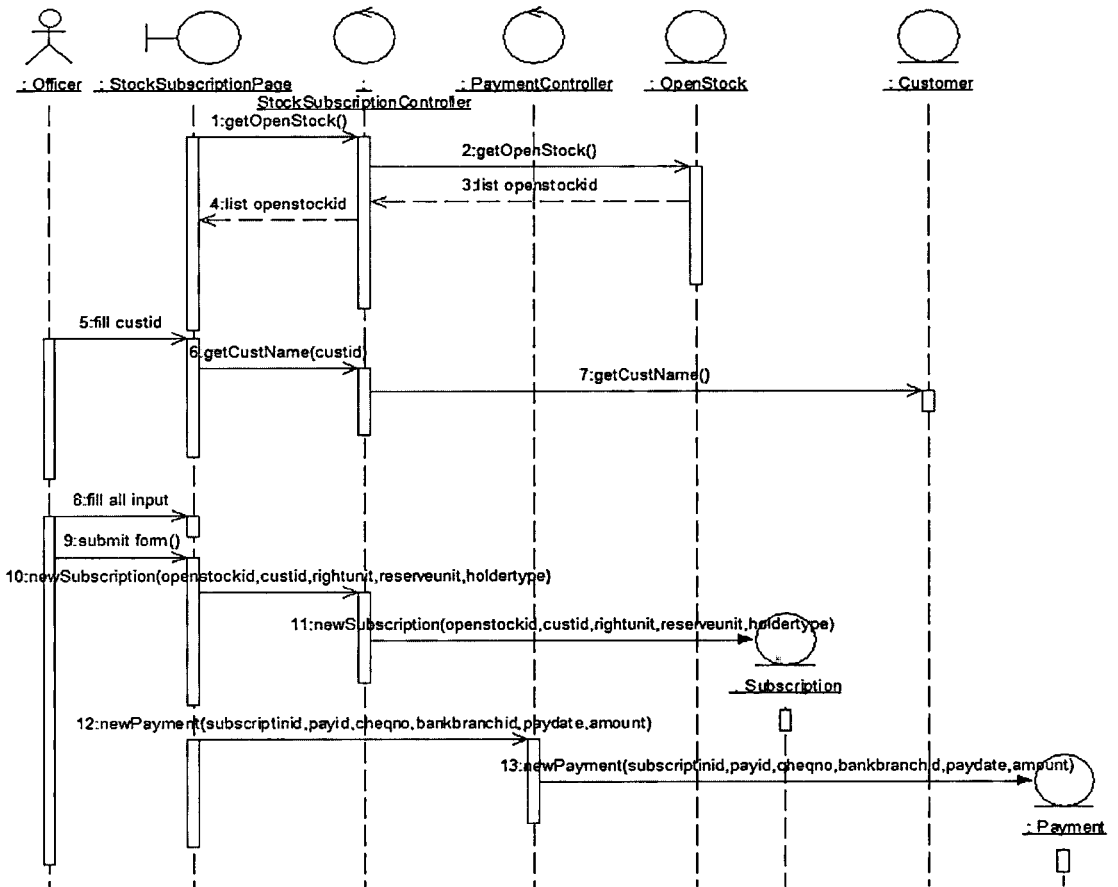 : Officer
: StockSubscriptionPage
:
StockSubscriptionController
: PaymentController
: OpenStock
: Customer
1:getOpenStock()
2:getOpenStock()
3:list openstockid
4:list openstockid
5:fill custid
6:getCustName(custid)
7:getCustName()
8:fill all input
9:submit form()
10:newSubscription(openstockid,custid,rightunit,reserveunit,holdertype)
11:newSubscription(openstockid,custid,rightunit,reserveunit,holdertype)
: Subscription
12:newPayment(subscriptinid,payid,cheqno,bankbranchid,paydate,amount)
13:newPayment(subscriptinid,payid,cheqno,bankbranchid,paydate,amount)
: Payment